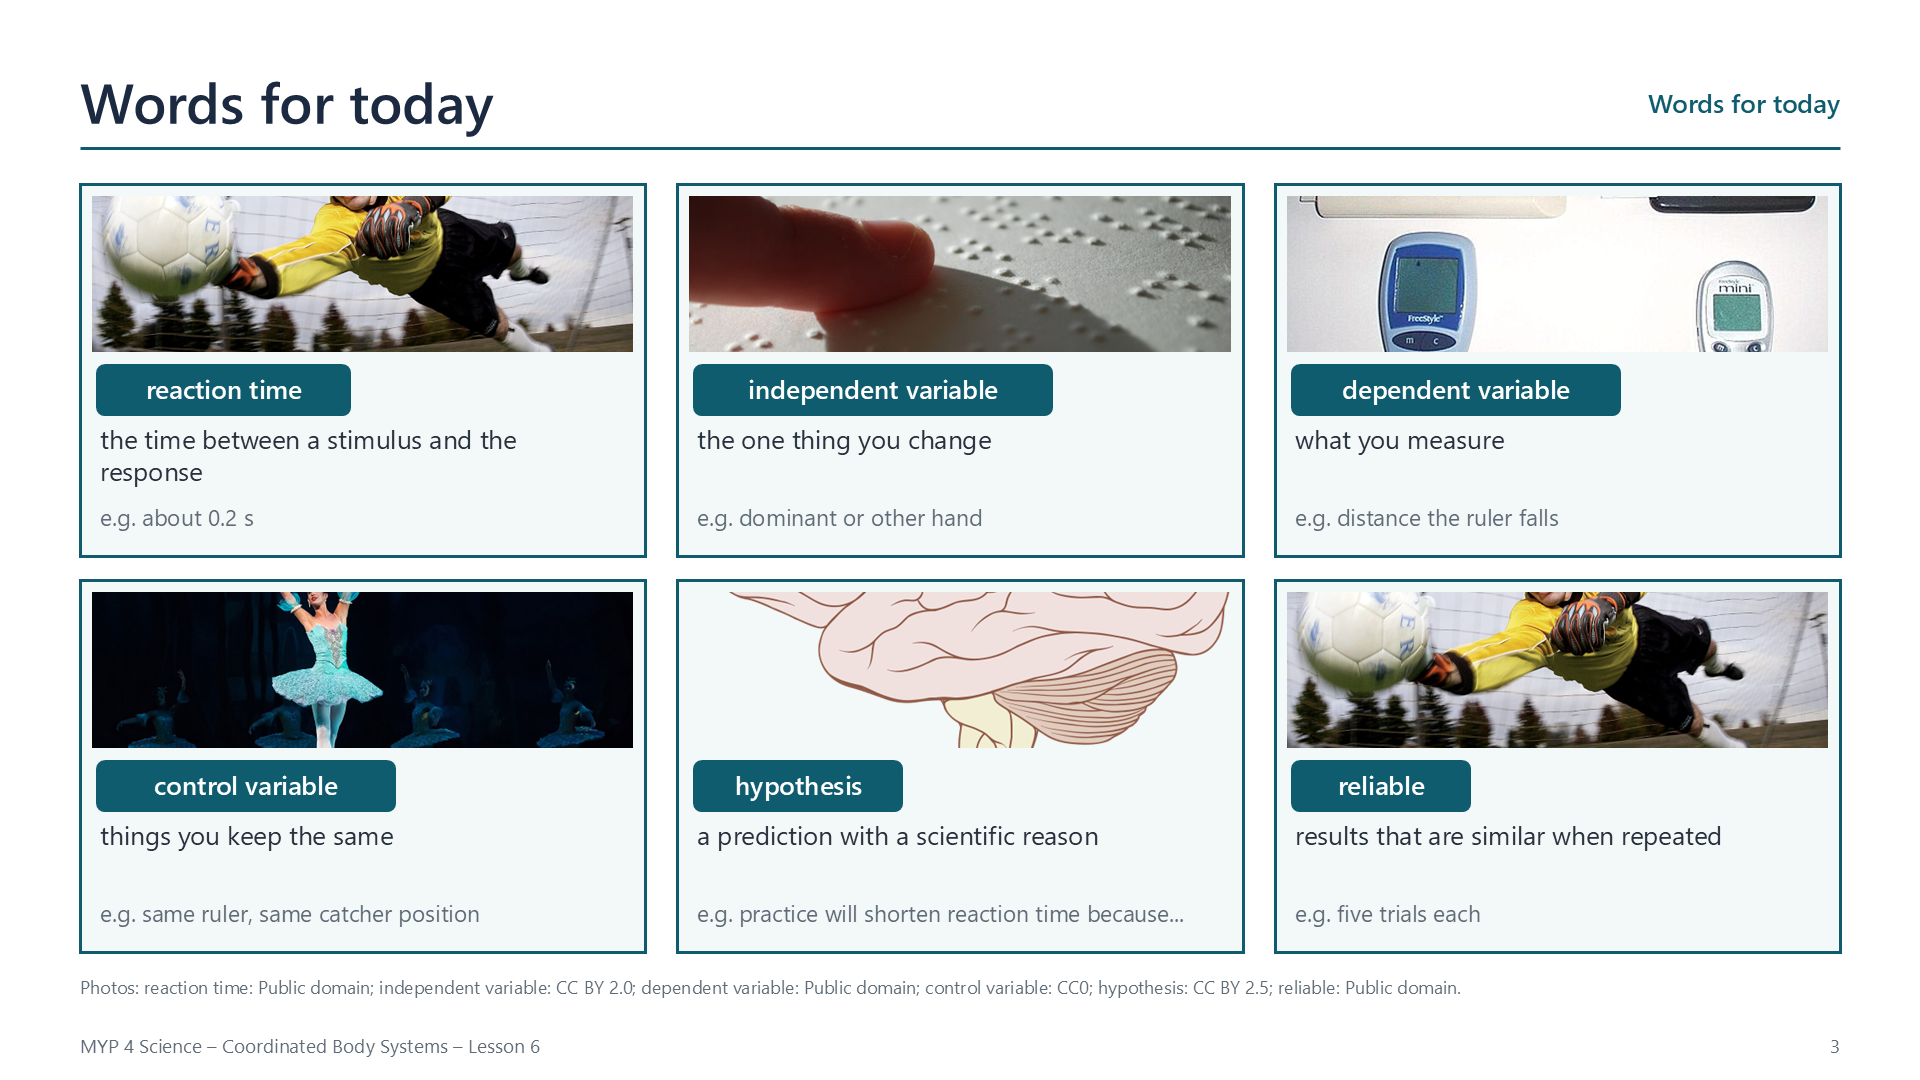 Words for today
Words for today
E R
FreeStyle
m c
FreeStyle
mini
reaction time
independent variable
dependent variable
the time between a stimulus and the
response
the one thing you change
what you measure
e.g. about 0.2 s
e.g. dominant or other hand
e.g. distance the ruler falls
E R
control variable
hypothesis
reliable
things you keep the same
a prediction with a scientific reason
results that are similar when repeated
e.g. same ruler, same catcher position
e.g. practice will shorten reaction time because...
e.g. five trials each
Photos: reaction time: Public domain; independent variable: CC BY 2.0; dependent variable: Public domain; control variable: CC0; hypothesis: CC BY 2.5; reliable: Public domain.
MYP 4 Science – Coordinated Body Systems – Lesson 6
3